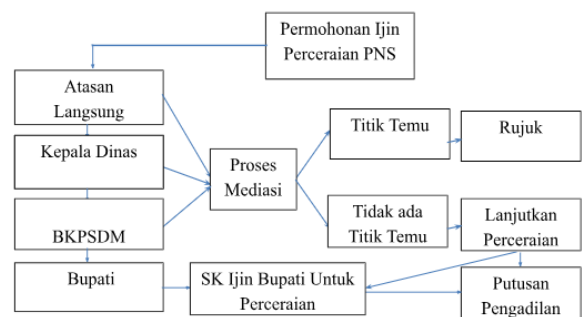 Permohonan Ijin
Perceraian PNS
Atasan
Langsung
Kepala Dinas
BKPSDM
Bupati
Proses
Mediasi
Titik Temu
Rujuk
Tidak ada
Titik Temu
Lanjutkan
Perceraian
SK Ijin Bupati Untuk
Perceraian
Putusan
Pengadilan